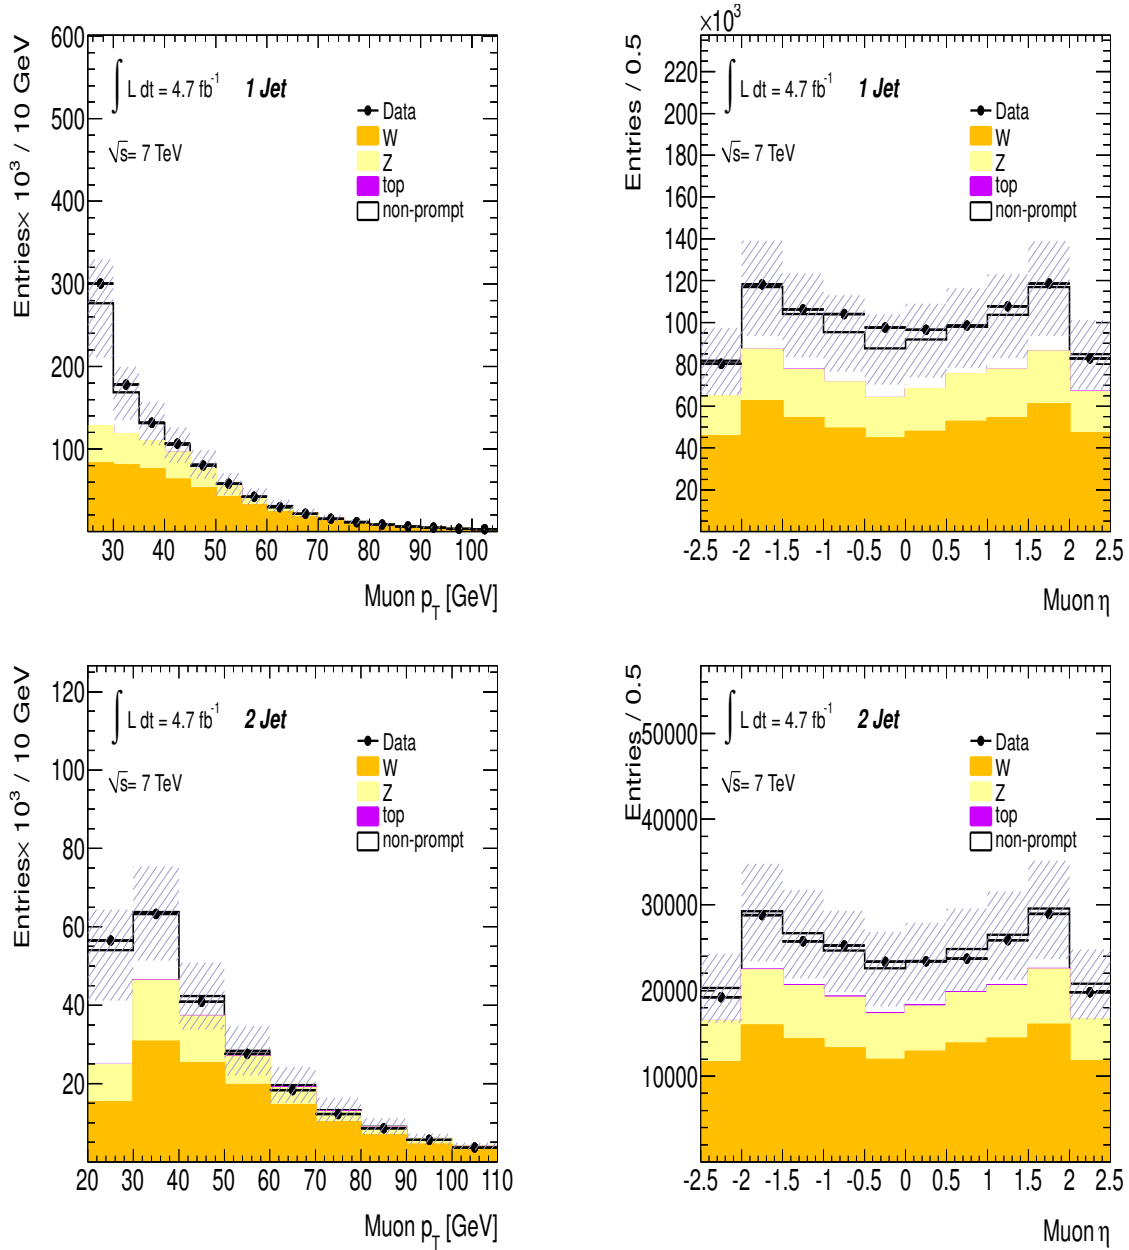 Entries× 10³ / 10 GeV
600
500
400
300
200
100
∫ L dt = 4.7 fb⁻¹ 1 Jet
√s= 7 TeV
Data
W
Z
top
non-prompt
30 40 50 60 70 80 90 100
Muon p_T [GeV]
×10³
Entries / 0.5
220
200
180
160
140
120
100
80
60
40
20
∫ L dt = 4.7 fb⁻¹ 1 Jet
√s= 7 TeV
Data
W
Z
top
non-prompt
-2.5 -2 -1.5 -1 -0.5 0 0.5 1 1.5 2 2.5
Muon η
Entries× 10³ / 10 GeV
120
100
80
60
40
20
∫ L dt = 4.7 fb⁻¹ 2 Jet
√s= 7 TeV
Data
W
Z
top
non-prompt
20 30 40 50 60 70 80 90 100 110
Muon p_T [GeV]
Entries / 0.5
50000
40000
30000
20000
10000
∫ L dt = 4.7 fb⁻¹ 2 Jet
√s= 7 TeV
Data
W
Z
top
non-prompt
-2.5 -2 -1.5 -1 -0.5 0 0.5 1 1.5 2 2.5
Muon η